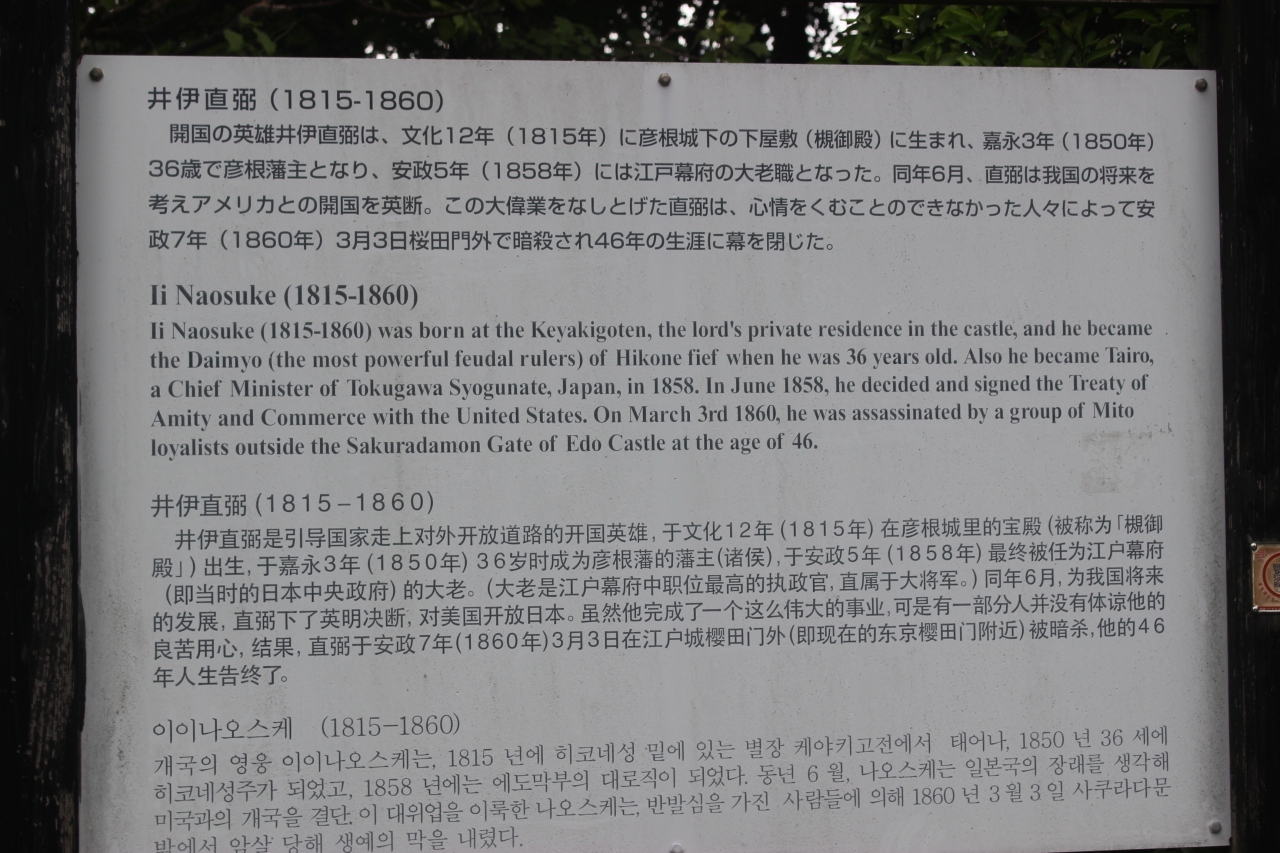 井伊直弼（1815-1860）
開国の英雄井伊直弼は、文化12年（1815年）に彦根城下の下屋敷（槻御殿）に生まれ、嘉永3年（1850年）
36歳で彦根藩主となり、安政5年（1858年）には江戸幕府の大老職となった。同年6月、直弼は我国の将来を
考えアメリカとの開国を英断。この大偉業をなしとげた直弼は、心情をくむことのできなかった人々によって安
政7年（1860年）3月3日桜田門外で暗殺され46年の生涯に幕を閉じた。
Ii Naosuke (1815-1860)
Ii Naosuke (1815-1860) was born at the Keyakigoten, the lord's private residence in the castle, and he became
the Daimyo (the most powerful feudal rulers) of Hikone fief when he was 36 years old. Also he became Tairo,
a Chief Minister of Tokugawa Syogunate, Japan, in 1858. In June 1858, he decided and signed the Treaty of
Amity and Commerce with the United States. On March 3rd 1860, he was assassinated by a group of Mito
loyalists outside the Sakuradamon Gate of Edo Castle at the age of 46.
井伊直弼(1815–1860)
井伊直弼是引导国家走上对外开放道路的开国英雄，于文化12年(1815年)在彦根城里的宝殿(被称为「槻御
殿」)出生，于嘉永3年(1850年)36岁时成为彦根藩的藩主(诸侯)，于安政5年(1858年)最终被任为江户幕府
(即当时的日本中央政府)的大老。(大老是江户幕府中职位最高的执政官，直属于大将军。)同年6月，为我国将来
的发展，直弼下了英明决断，对美国开放日本。虽然他完成了一个这么伟大的事业，可是有一部分人并没有体谅他的
良苦用心，结果，直弼于安政7年(1860年)3月3日在江户城樱田门外(即现在的东京樱田门附近)被暗杀，他的46
年人生告终了。
이이나오스케 (1815–1860)
개국의 영웅 이이나오스케는, 1815 년에 히코네성 밑에 있는 별장 케야키고전에서 태어나, 1850 년 36 세에
히코네성주가 되었고, 1858 년에는 에도막부의 대로직이 되었다. 동년 6 월, 나오스케는 일본국의 장래를 생각해
미국과의 개국을 결단. 이 대위업을 이룩한 나오스케는, 반발심을 가진 사람들에 의해 1860 년 3 월 3 일 사쿠라다문
밖에서 암살 당해 생예의 막을 내렸다.